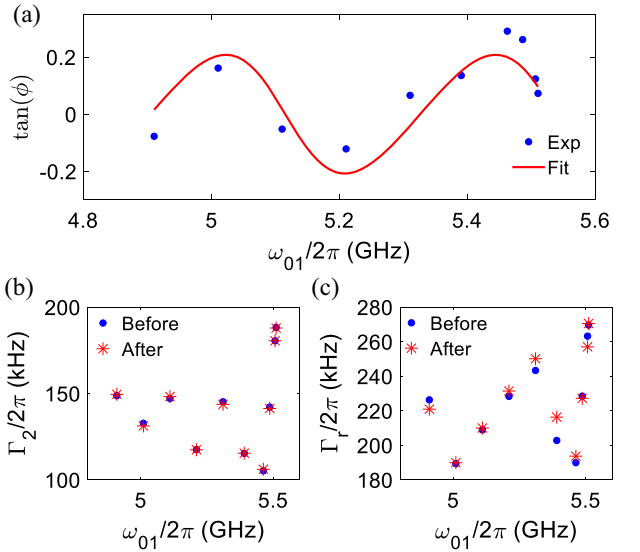 (a)
tan(ϕ)
0.2
0
-0.2
Exp
Fit
4.8
5
5.2
5.4
5.6
ω01/2π (GHz)
(b)
Γ2/2π (kHz)
200
150
100
Before
After
5
5.5
ω01/2π (GHz)
(c)
Γr/2π (kHz)
280
260
240
220
200
180
Before
After
5
5.5
ω01/2π (GHz)